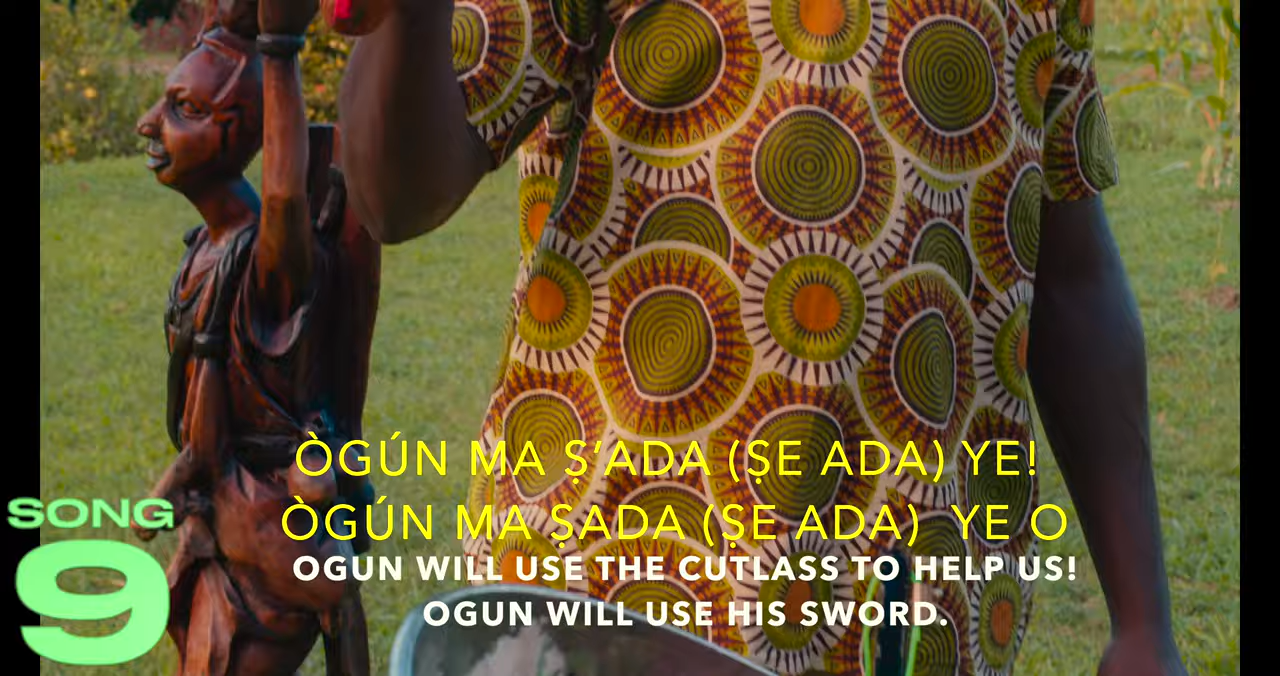 ÒGÚN MA Ṣ’ADA (ṢE ADA) YE!
ÒGÚN MA ṢADA (ṢE ADA) YE O
OGUN WILL USE THE CUTLASS TO HELP US!
OGUN WILL USE HIS SWORD.
SONG
9